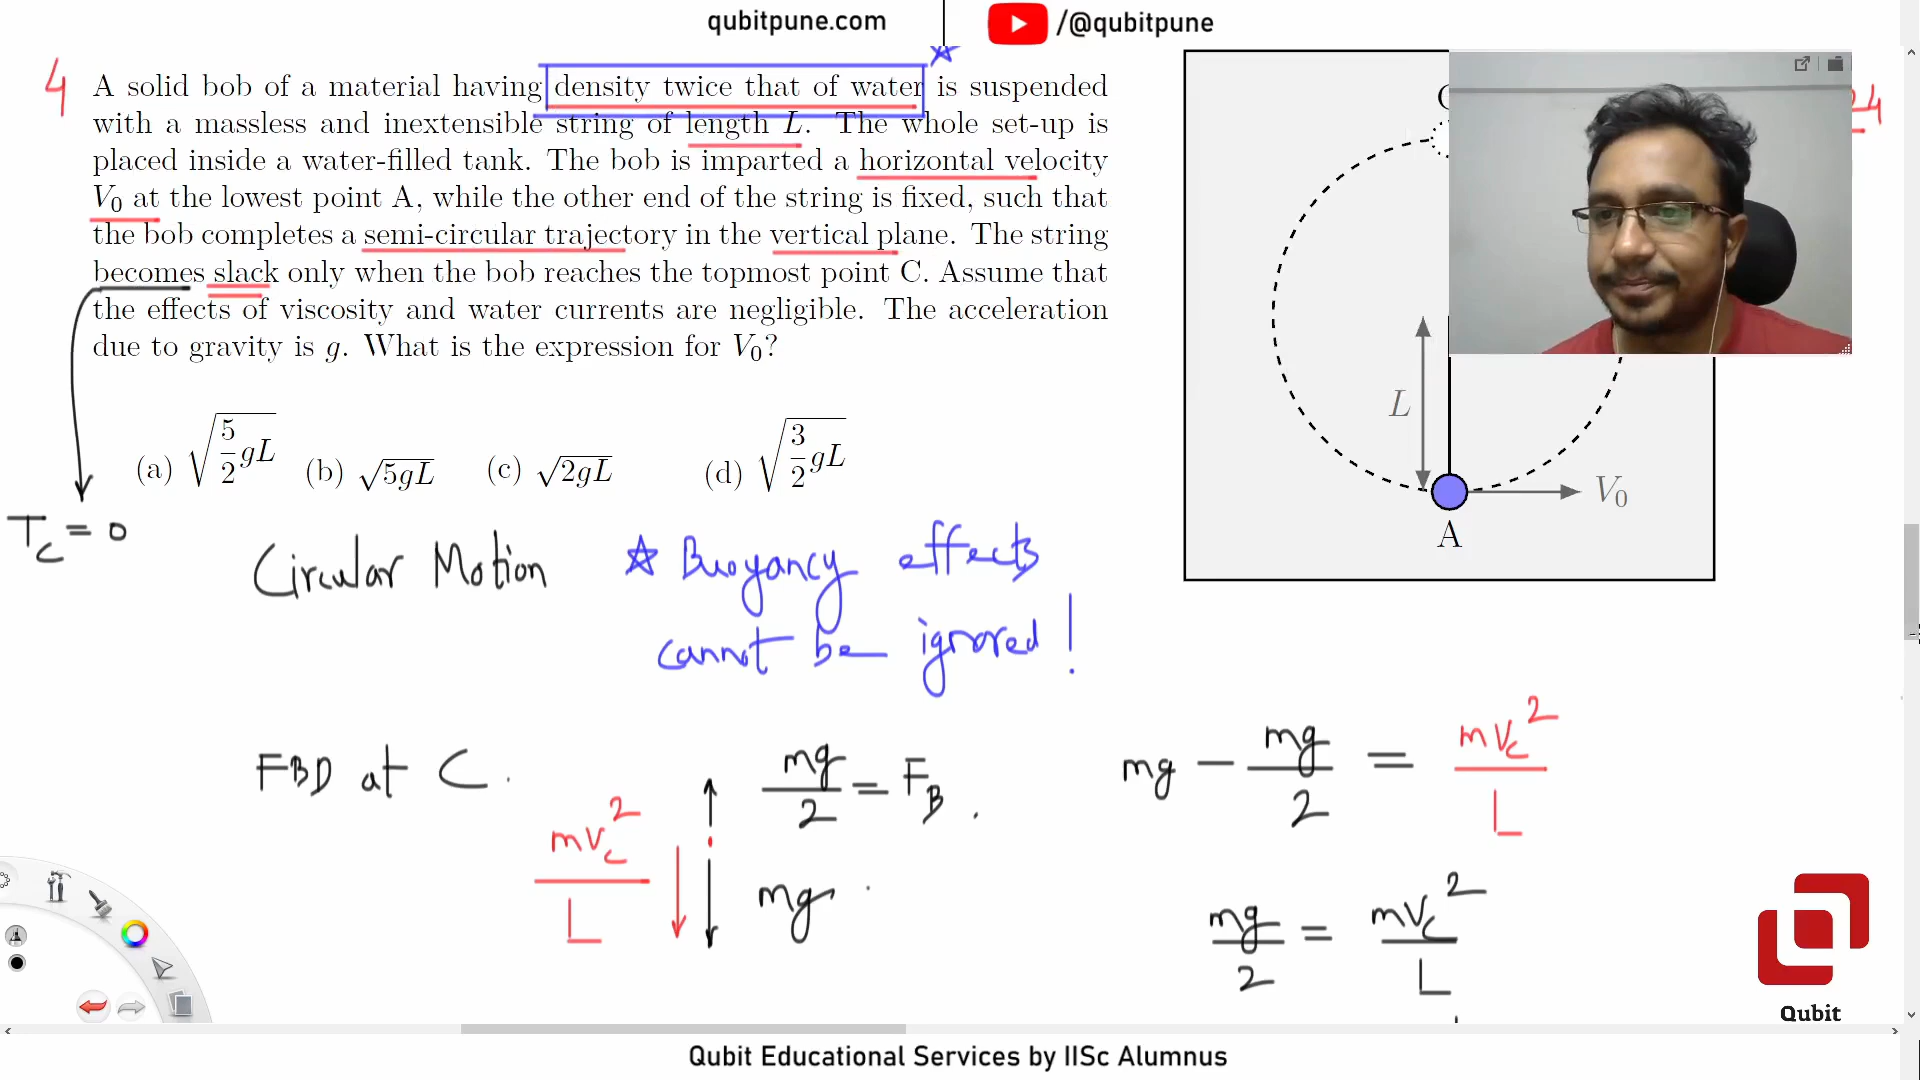 qubitpune.com
/@qubitpune
4 A solid bob of a material having density twice that of water is suspended
with a massless and inextensible string of length L. The whole set-up is
placed inside a water-filled tank. The bob is imparted a horizontal velocity
V₀ at the lowest point A, while the other end of the string is fixed, such that
the bob completes a semi-circular trajectory in the vertical plane. The string
becomes slack only when the bob reaches the topmost point C. Assume that
the effects of viscosity and water currents are negligible. The acceleration
due to gravity is g. What is the expression for V₀?
(a) √(5/2 gL) (b) √5gL (c) √2gL (d) √(3/2 gL)
L
V₀
A
T_C = 0
Circular Motion
☆ Buoyancy effects
cannot be ignored!
FBD at C.
mv_C²/L
mg/2 = F_B.
mg
mg − mg/2 = mv_C²/L
mg/2 = mv_C²/L
Qubit
Qubit Educational Services by IISc Alumnus